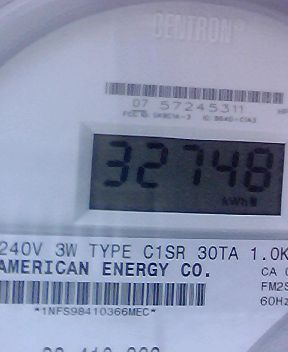 CENTRON®
07 57245311
32748
kWh
240V 3W TYPE C1SR 30TA 1.0K
AMERICAN ENERGY CO.
CA
FM2S
60Hz
*1NFS98410366MEC*